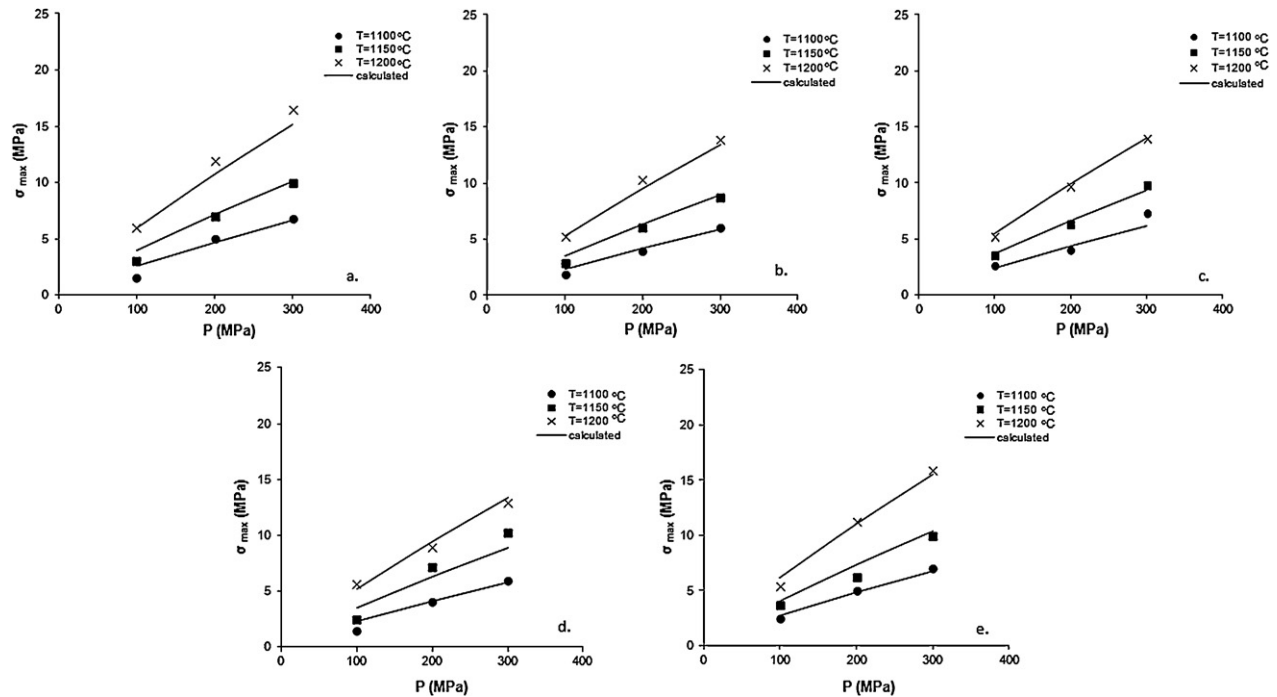 25
20
15
10
5
0
σ max (MPa)
0 100 200 300 400
P (MPa)
T=1100 ºC
T=1150 ºC
T=1200 ºC
calculated
a.
25
20
15
10
5
0
σ max (MPa)
0 100 200 300 400
P (MPa)
T=1100 ºC
T=1150 ºC
T=1200 ºC
calculated
b.
25
20
15
10
5
0
σ max (MPa)
0 100 200 300 400
P (MPa)
T=1100 ºC
T=1150 ºC
T=1200 ºC
calculated
c.
25
20
15
10
5
0
σ max (MPa)
0 100 200 300 400
P (MPa)
T=1100 ºC
T=1150 ºC
T=1200 ºC
calculated
d.
25
20
15
10
5
0
σ max (MPa)
0 100 200 300 400
P (MPa)
T=1100 ºC
T=1150 ºC
T=1200 ºC
calculated
e.